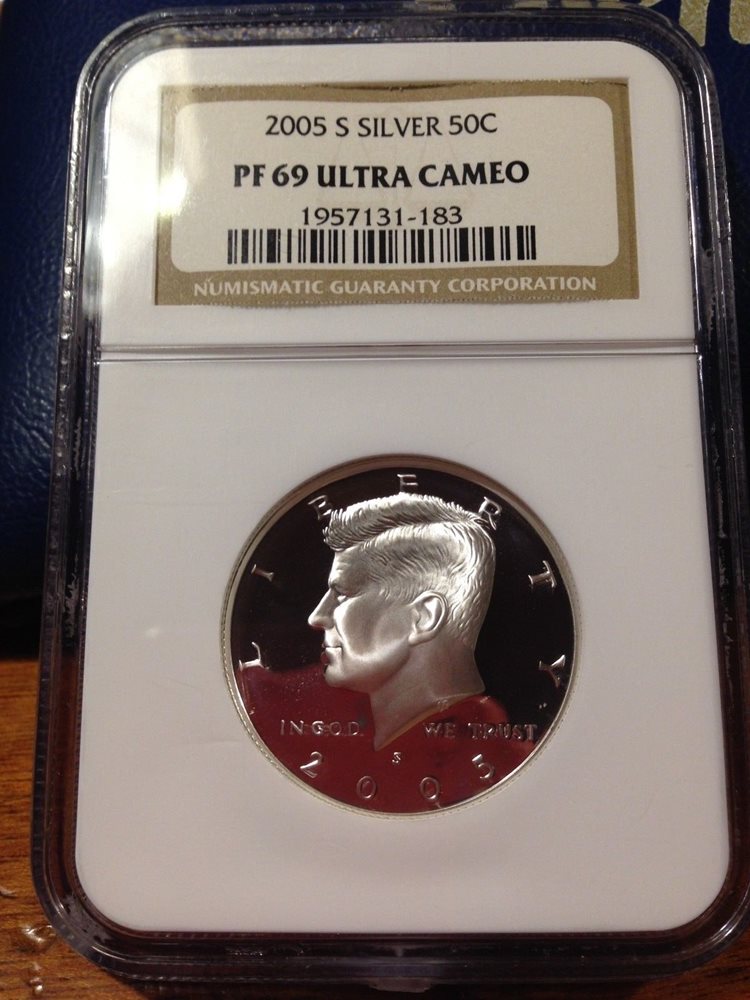 2005 S SILVER 50C
PF 69 ULTRA CAMEO
1957131-183
NUMISMATIC GUARANTY CORPORATION
LIBERTY
IN GOD WE TRUST
S
2005